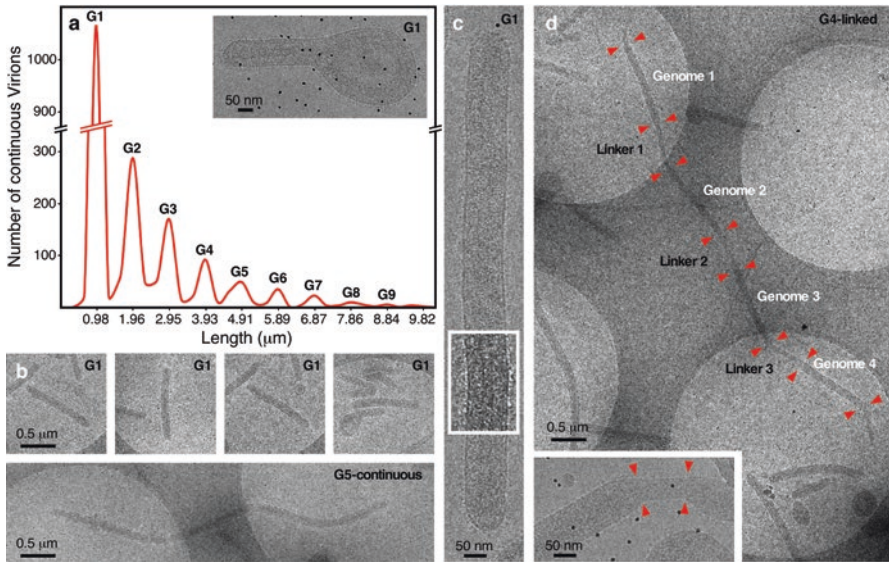 a
G1
G1
50 nm
1000
900
300
200
100
Number of continuous Virions
G2
G3
G4
G5
G6
G7
G8
G9
0.98 1.96 2.95 3.93 4.91 5.89 6.87 7.86 8.84 9.82
Length (μm)
b
G1
G1
G1
G1
0.5 μm
G5-continuous
0.5 μm
c
G1
50 nm
d
G4-linked
Genome 1
Linker 1
Genome 2
Linker 2
Genome 3
Linker 3
Genome 4
0.5 μm
50 nm